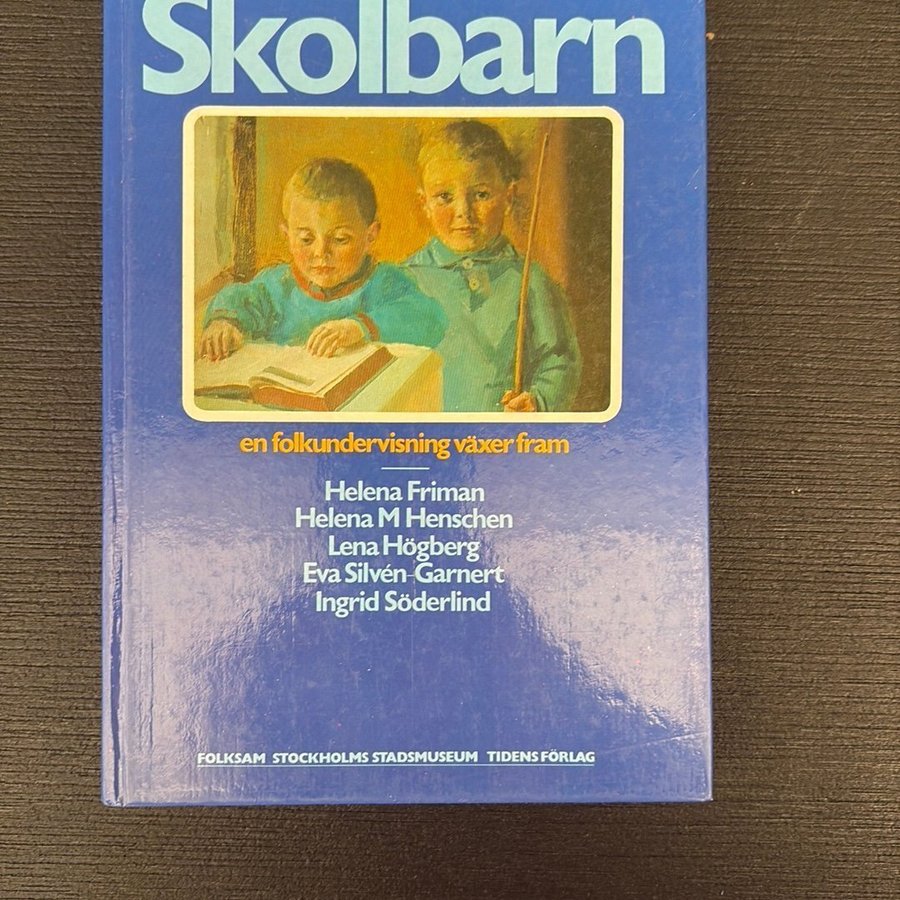 Skolbarn
en folkundervisning växer fram
Helena Friman
Helena M Henschen
Lena Högberg
Eva Silvén-Garnert
Ingrid Söderlind
FOLKSAM STOCKHOLMS STADSMUSEUM TIDENS FÖRLAG